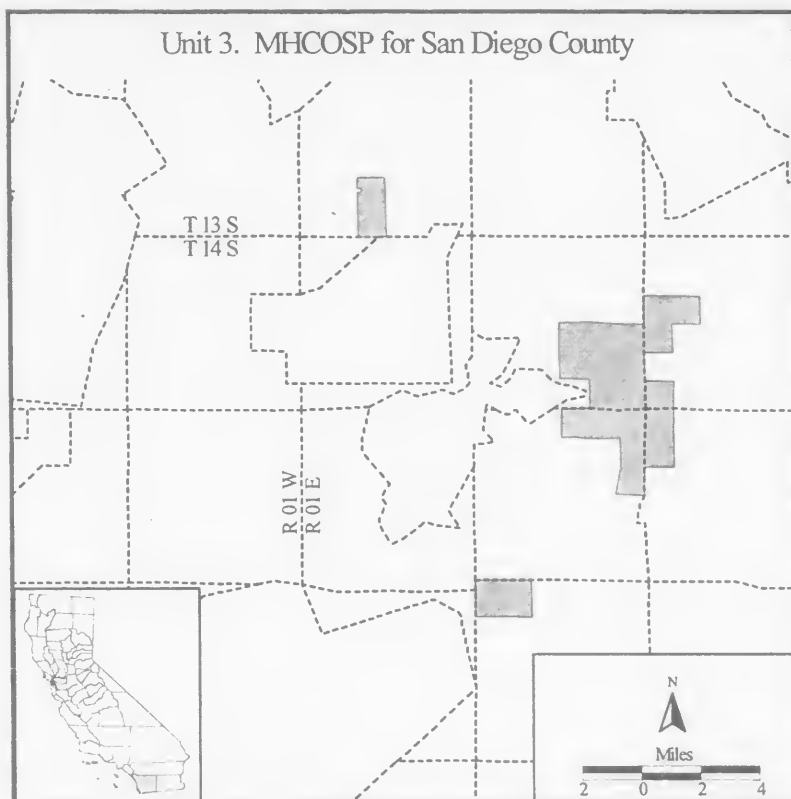 Unit 3. MHCOSP for San Diego County
T 13 S
T 14 S
R 01 W
R 01 E
N
Miles
2 0 2 4